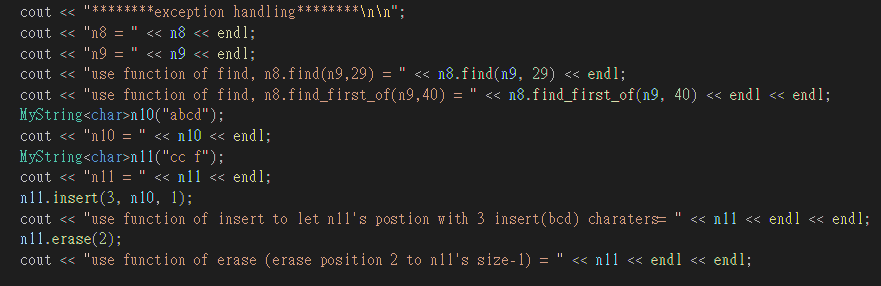 cout << "********exception handling********\n\n";
cout << "n8 = " << n8 << endl;
cout << "n9 = " << n9 << endl;
cout << "use function of find, n8.find(n9,29) = " << n8.find(n9, 29) << endl;
cout << "use function of find, n8.find_first_of(n9,40) = " << n8.find_first_of(n9, 40) << endl << endl;
MyString<char>n10("abcd");
cout << "n10 = " << n10 << endl;
MyString<char>n11("cc f");
cout << "n11 = " << n11 << endl;
n11.insert(3, n10, 1);
cout << "use function of insert to let n11's postion with 3 insert(bcd) charaters= " << n11 << endl << endl;
n11.erase(2);
cout << "use function of erase (erase position 2 to n11's size-1) = " << n11 << endl << endl;